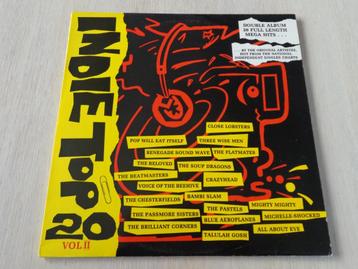 INDIE TOP 20
VOL II
DOUBLE ALBUM
28 FULL LENGTH
MEGA HITS . . .
BY THE ORIGINAL ARTISTES,
HOT FROM THE NATIONAL
INDEPENDENT SINGLES CHARTS
CLOSE LOBSTERS
POP WILL EAT ITSELF
THREE WISE MEN
RENEGADE SOUND WAVE
THE FLATMATES
THE BELOVED
THE SOUP DRAGONS
THE BEATMASTERS
CRAZYHEAD
VOICE OF THE BEEHIVE
THE CHESTERFIELDS
BAMBI SLAM
MIGHTY MIGHTY
THE PASTELS
THE PASSMORE SISTERS
BLUE AEROPLANES
MICHELLE-SHOCKED
THE BRILLIANT CORNERS
ALL ABOUT EVE
TALULAH GOSH